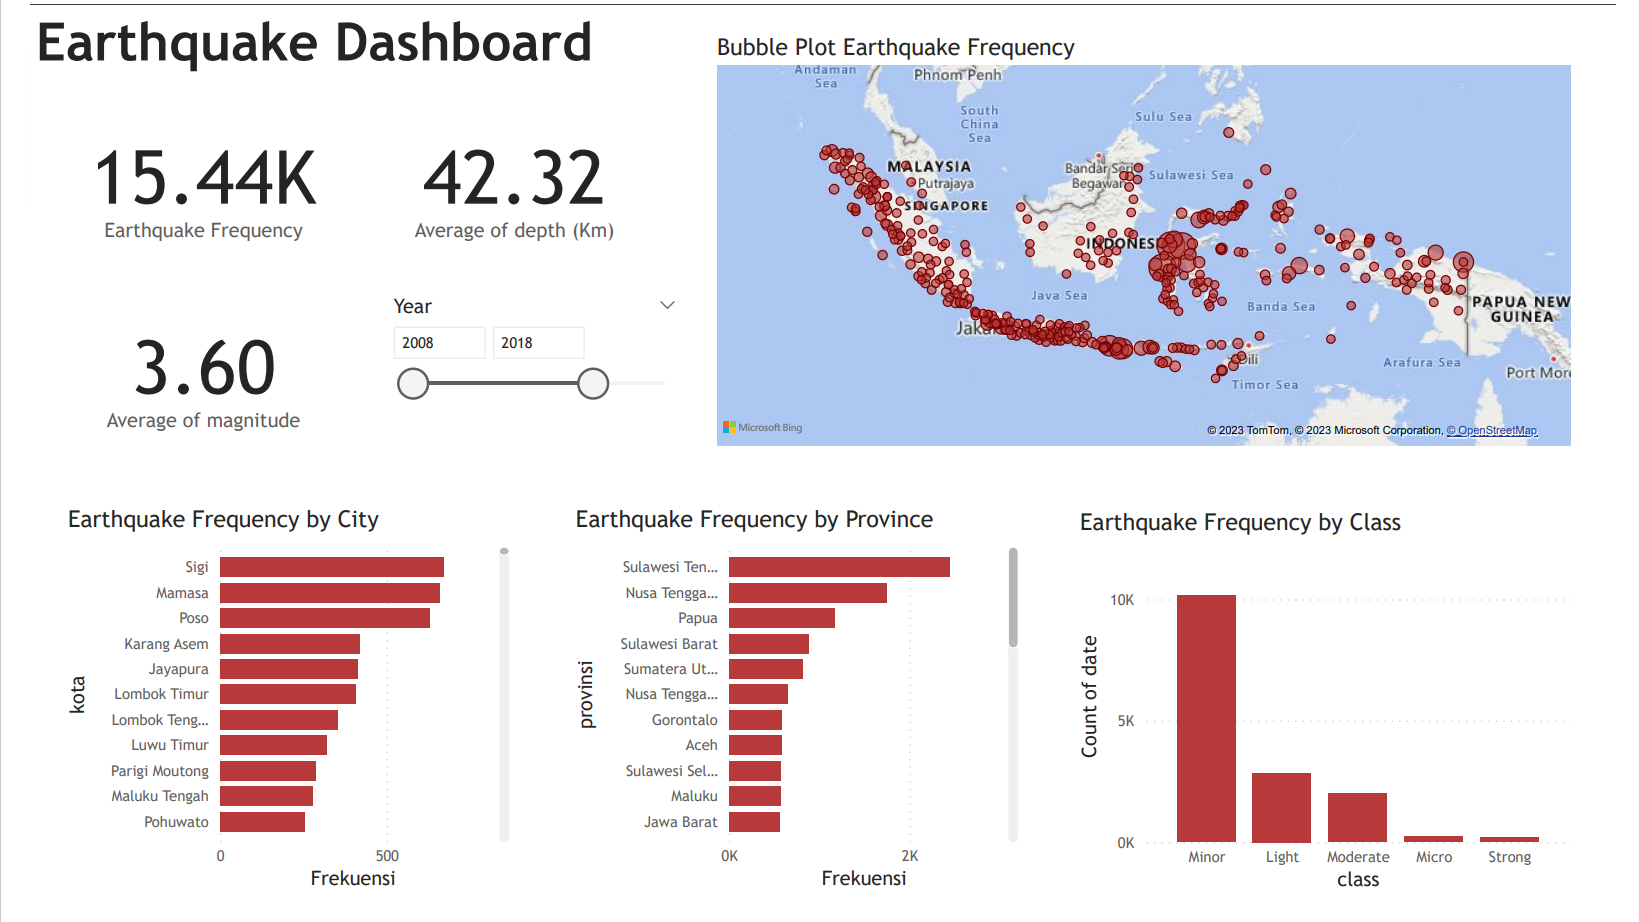 Earthquake Dashboard
15.44K
Earthquake Frequency
42.32
Average of depth (Km)
3.60
Average of magnitude
Year
2008
2018
Bubble Plot Earthquake Frequency
Andaman
Sea
Phnom Penh
South
China
Sea
Sulu Sea
MALAYSIA
Putrajaya
Bandar Seri
Begawan
Sulawesi Sea
SINGAPORE
INDONES
Java Sea
Banda Sea
PAPUA NEW
GUINEA
Jaka
Dili
Arafura Sea
Timor Sea
Port Mor
Microsoft Bing
© 2023 TomTom, © 2023 Microsoft Corporation, © OpenStreetMap
Earthquake Frequency by City
kota
Sigi
Mamasa
Poso
Karang Asem
Jayapura
Lombok Timur
Lombok Teng...
Luwu Timur
Parigi Moutong
Maluku Tengah
Pohuwato
0
500
Frekuensi
Earthquake Frequency by Province
provinsi
Sulawesi Ten...
Nusa Tengga...
Papua
Sulawesi Barat
Sumatera Ut...
Nusa Tengga...
Gorontalo
Aceh
Sulawesi Sel...
Maluku
Jawa Barat
0K
2K
Frekuensi
Earthquake Frequency by Class
Count of date
10K
5K
0K
Minor
Light
Moderate
Micro
Strong
class